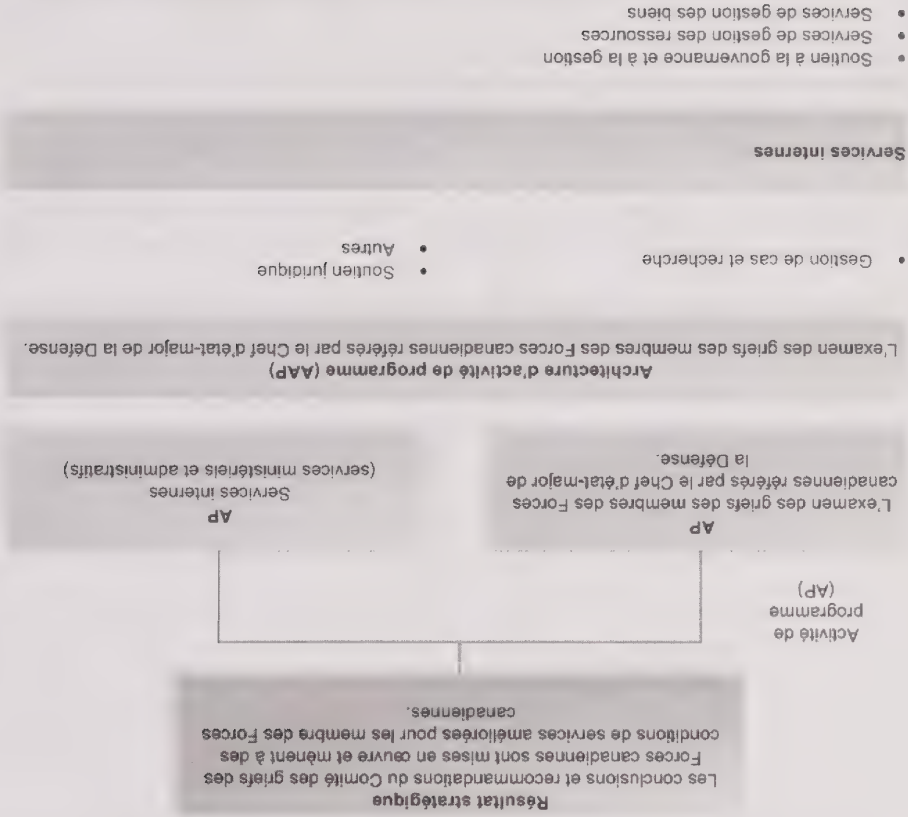 Résultat stratégique
Les conclusions et recommandations du Comité des griefs des
Forces canadiennes sont mises en œuvre et mènent à des
conditions de services améliorées pour les membre des Forces
canadiennes.
Activité de
programme
(AP)
AP
L'examen des griefs des membres des Forces
canadiennes référés par le Chef d'état-major de
la Défense.
AP
Services internes
(services ministériels et administratifs)
Architecture d'activité de programme (AAP)
L'examen des griefs des membres des Forces canadiennes référés par le Chef d'état-major de la Défense.
• Gestion de cas et recherche
• Soutien juridique
• Autres
Services internes
• Soutien à la gouvernance et à la gestion
• Services de gestion des ressources
• Services de gestion des biens